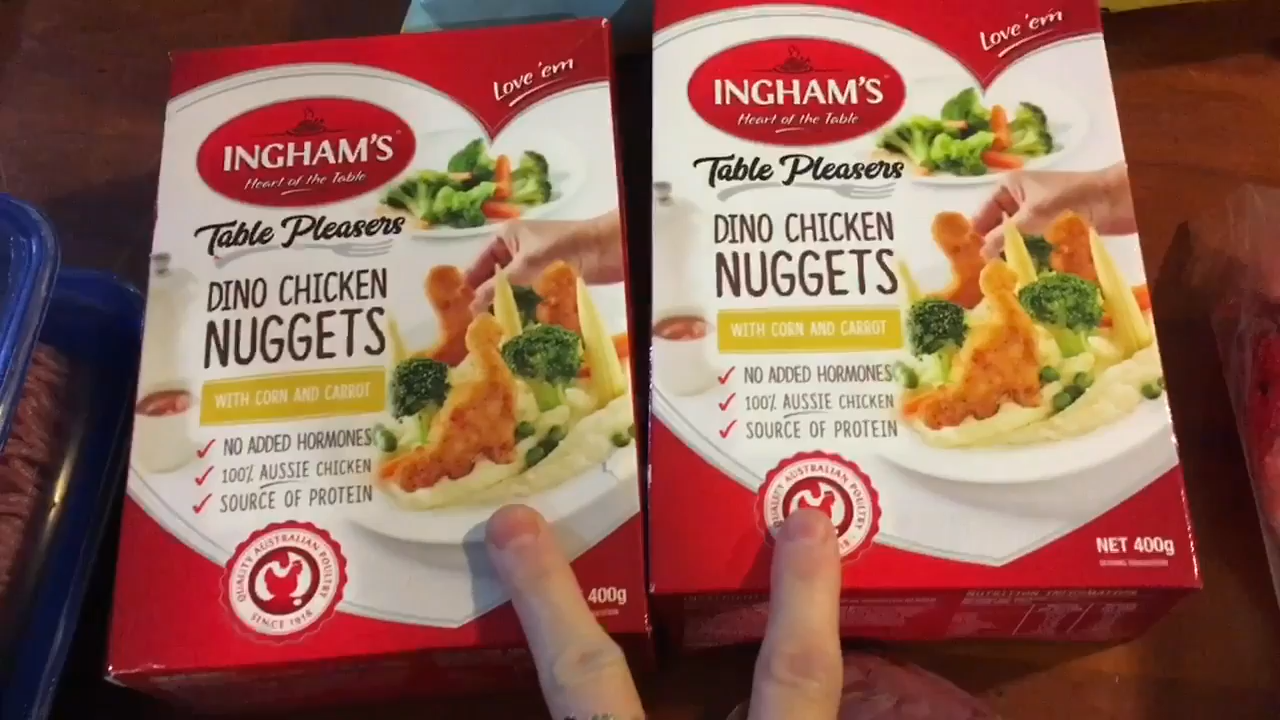 Love 'em
INGHAM'S
Heart of the Table
Table Pleasers
DINO CHICKEN
NUGGETS
WITH CORN AND CARROT
✓ NO ADDED HORMONES
✓ 100% AUSSIE CHICKEN
✓ SOURCE OF PROTEIN
QUALITY AUSTRALIAN POULTRY
SINCE 1918
400g
Love 'em
INGHAM'S
Heart of the Table
Table Pleasers
DINO CHICKEN
NUGGETS
WITH CORN AND CARROT
✓ NO ADDED HORMONES
✓ 100% AUSSIE CHICKEN
✓ SOURCE OF PROTEIN
QUALITY AUSTRALIAN POULTRY
NET 400g
NUTRITION INFORMATION